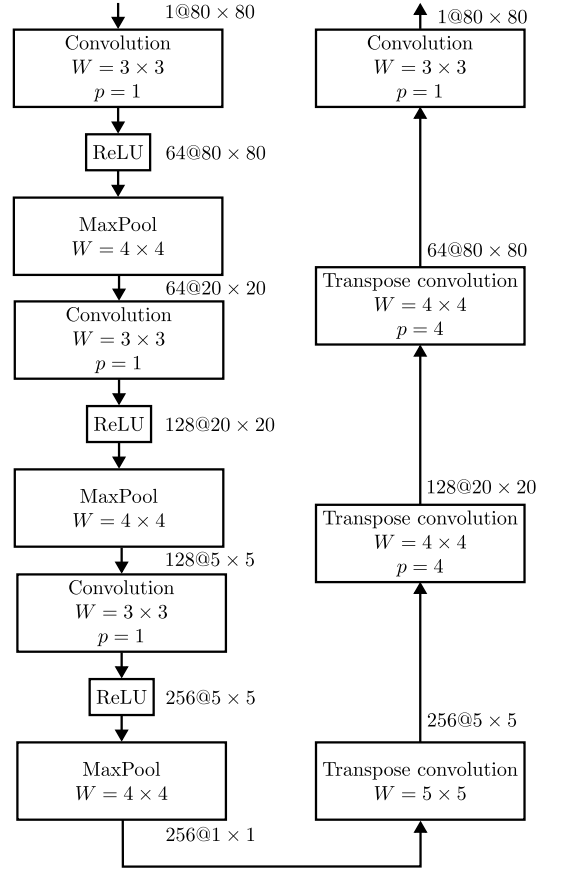 1@80 × 80
Convolution
W = 3 × 3
p = 1
ReLU
64@80 × 80
MaxPool
W = 4 × 4
64@20 × 20
Convolution
W = 3 × 3
p = 1
ReLU
128@20 × 20
MaxPool
W = 4 × 4
128@5 × 5
Convolution
W = 3 × 3
p = 1
ReLU
256@5 × 5
MaxPool
W = 4 × 4
256@1 × 1
Transpose convolution
W = 5 × 5
256@5 × 5
Transpose convolution
W = 4 × 4
p = 4
128@20 × 20
Transpose convolution
W = 4 × 4
p = 4
64@80 × 80
Convolution
W = 3 × 3
p = 1
1@80 × 80